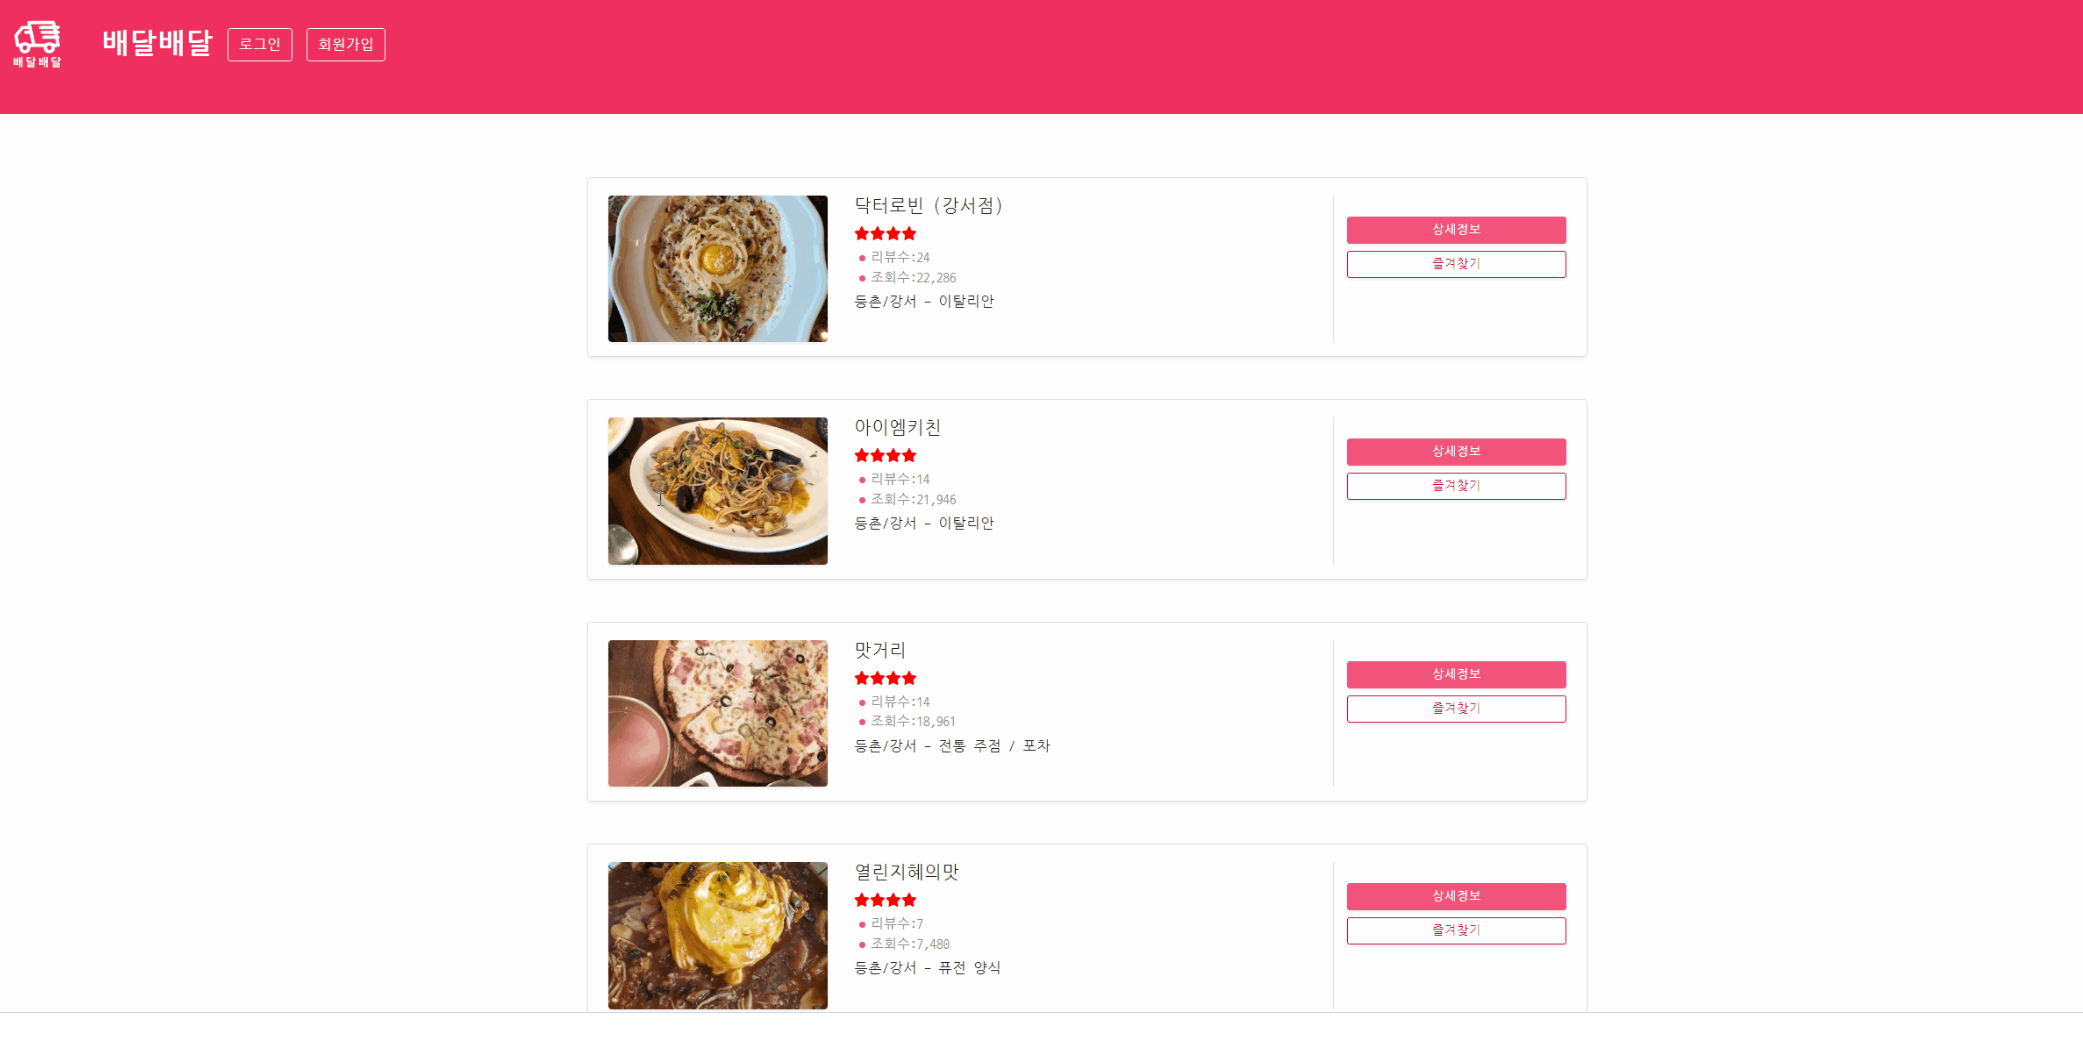 배달배달
배달배달 로그인 회원가입
닥터로빈 (강서점)
리뷰수:24
조회수:22,286
등촌/강서 - 이탈리안
상세정보
즐겨찾기
아이엠키친
리뷰수:14
조회수:21,946
등촌/강서 - 이탈리안
상세정보
즐겨찾기
맛거리
리뷰수:14
조회수:18,961
등촌/강서 - 전통 주점 / 포차
상세정보
즐겨찾기
열린지혜의맛
리뷰수:7
조회수:7,480
등촌/강서 - 퓨전 양식
상세정보
즐겨찾기